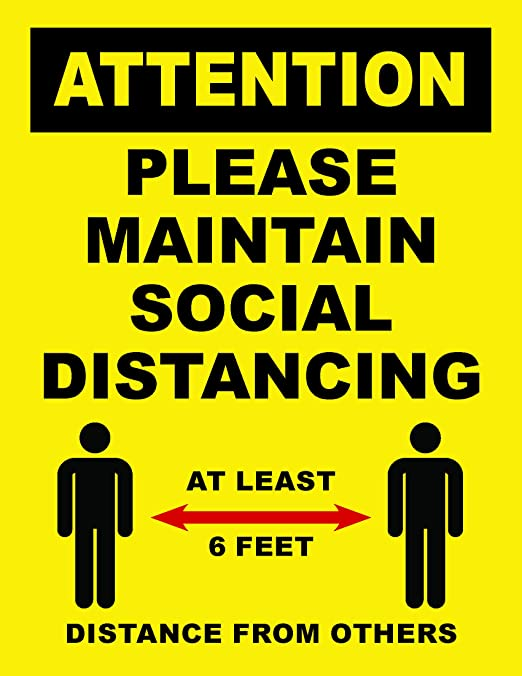 ATTENTION
PLEASE
MAINTAIN
SOCIAL
DISTANCING
AT LEAST
6 FEET
DISTANCE FROM OTHERS